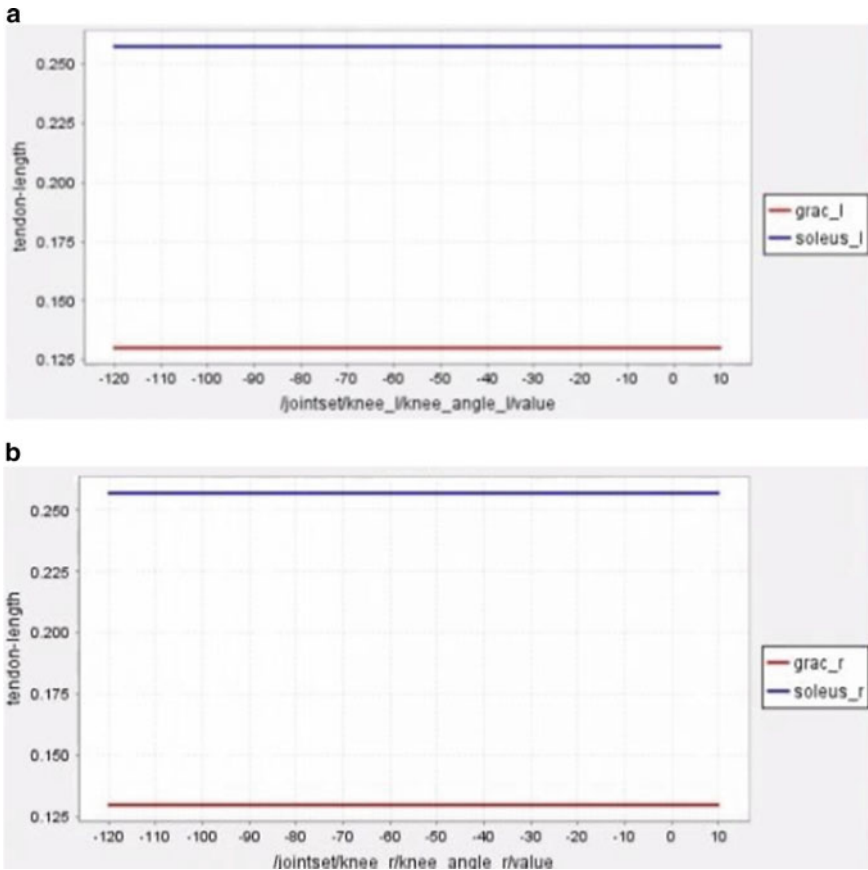 a
0.250
0.225
0.200
0.175
0.150
0.125
tendon-length
-120 -110 -100 -90 -80 -70 -60 -50 -40 -30 -20 -10 0 10
/jointset/knee_l/knee_angle_l/value
grac_l
soleus_l
b
0.250
0.225
0.200
0.175
0.150
0.125
tendon-length
-120 -110 -100 -90 -80 -70 -60 -50 -40 -30 -20 -10 0 10
/jointset/knee_r/knee_angle_r/value
grac_r
soleus_r